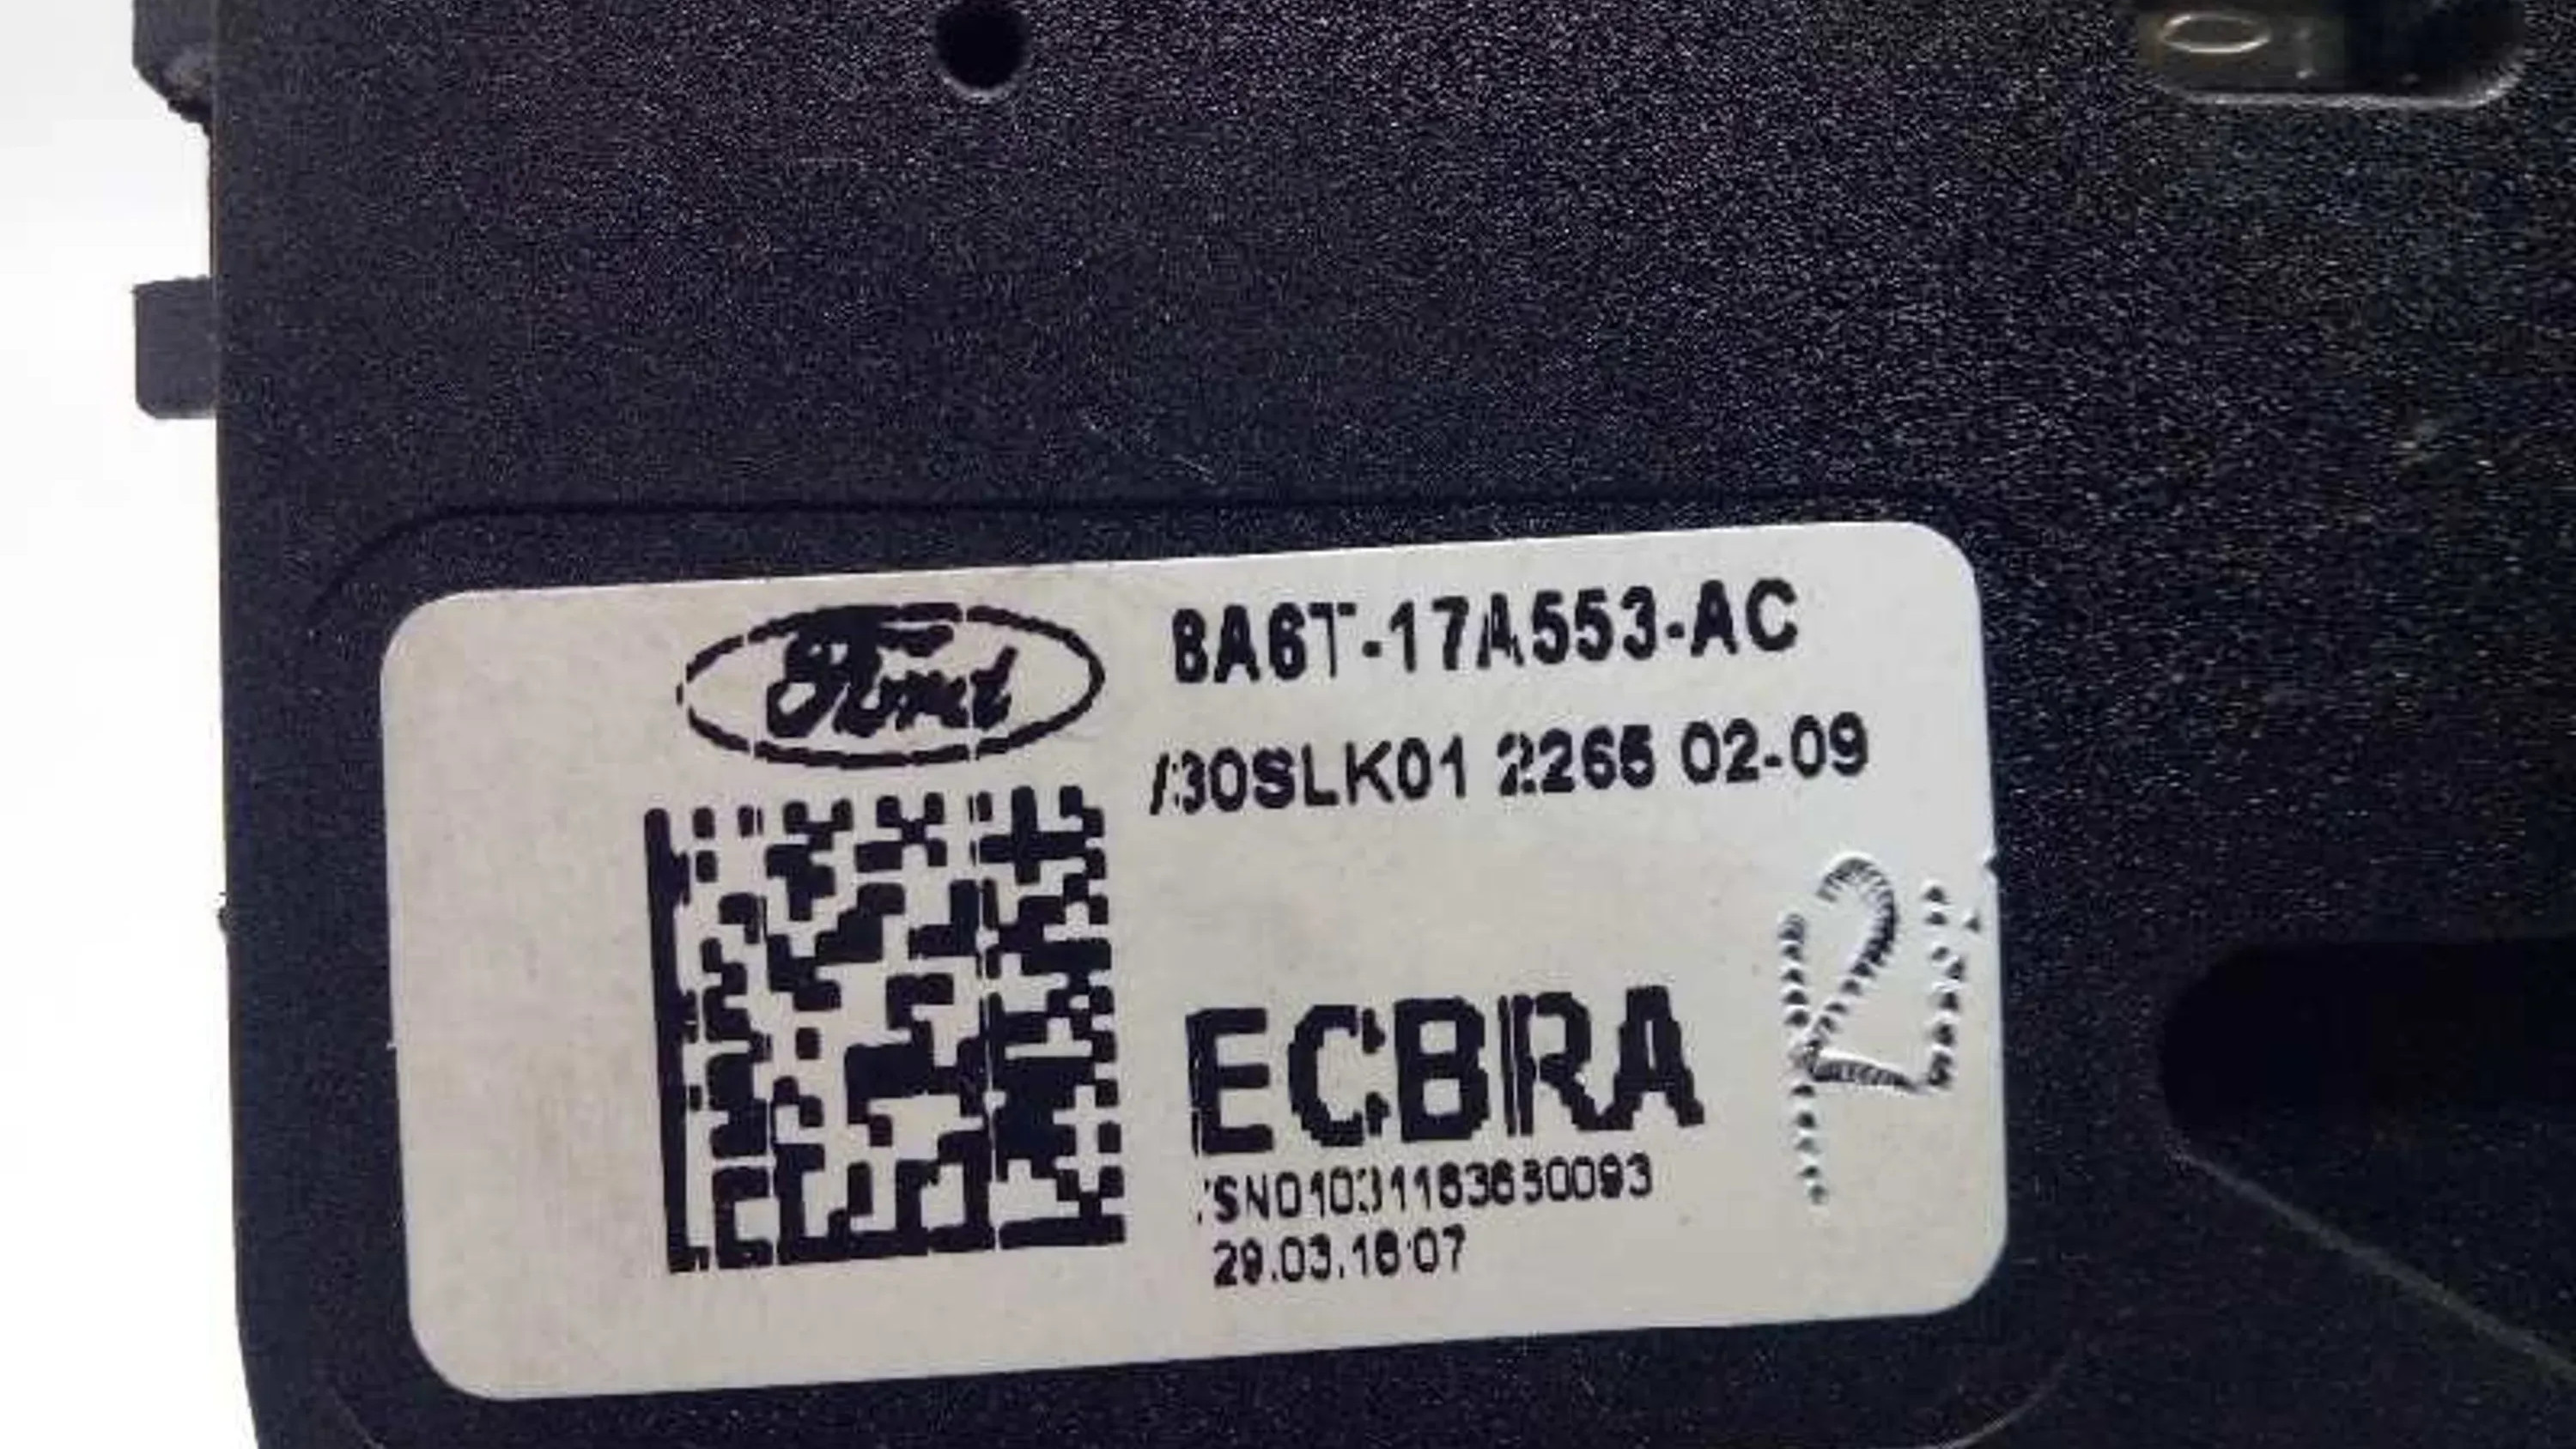 Ford
8A6T-17A553-AC
/30SLK01 2265 02-09
ECBRA
29.03.16 07